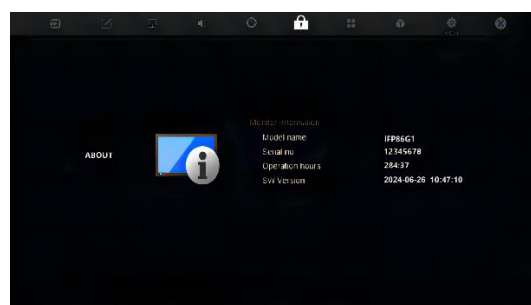 ABOUT
Monitor information
Model name IFP86G1
Serial no 12345678
Operation hours 284:37
SW Version 2024-06-26 10:47:10